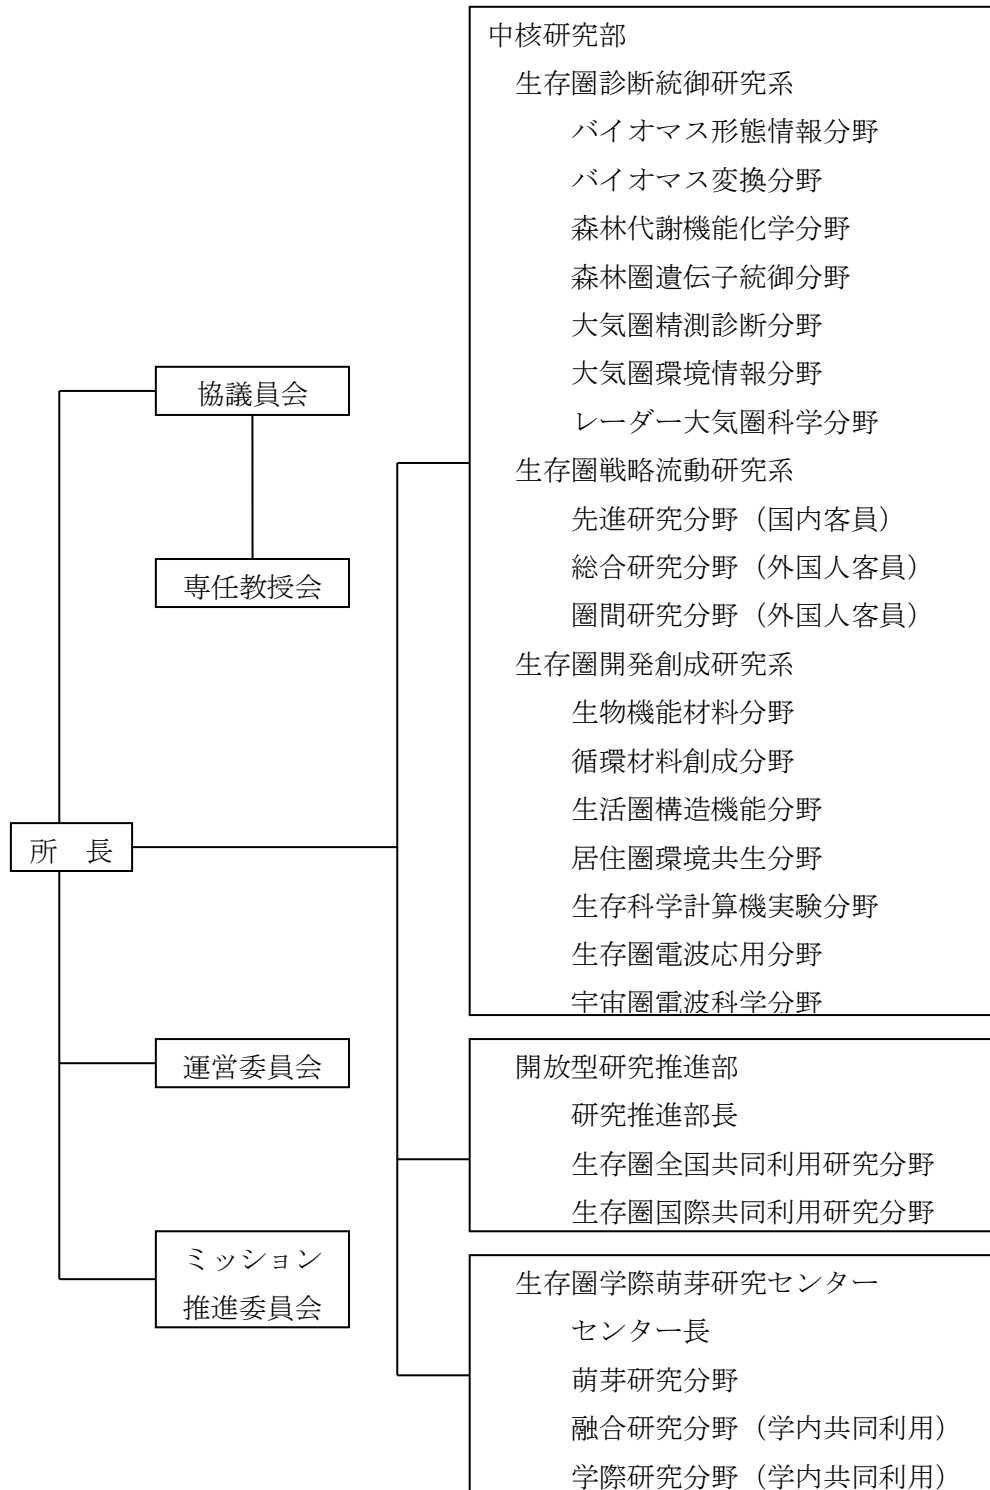 協議員会
専任教授会
所　長
運営委員会
ミッション
推進委員会
中核研究部
生存圏診断統御研究系
バイオマス形態情報分野
バイオマス変換分野
森林代謝機能化学分野
森林圏遺伝子統御分野
大気圏精測診断分野
大気圏環境情報分野
レーダー大気圏科学分野
生存圏戦略流動研究系
先進研究分野（国内客員）
総合研究分野（外国人客員）
圏間研究分野（外国人客員）
生存圏開発創成研究系
生物機能材料分野
循環材料創成分野
生活圏構造機能分野
居住圏環境共生分野
生存科学計算機実験分野
生存圏電波応用分野
宇宙圏電波科学分野
開放型研究推進部
研究推進部長
生存圏全国共同利用研究分野
生存圏国際共同利用研究分野
生存圏学際萌芽研究センター
センター長
萌芽研究分野
融合研究分野（学内共同利用）
学際研究分野（学内共同利用）